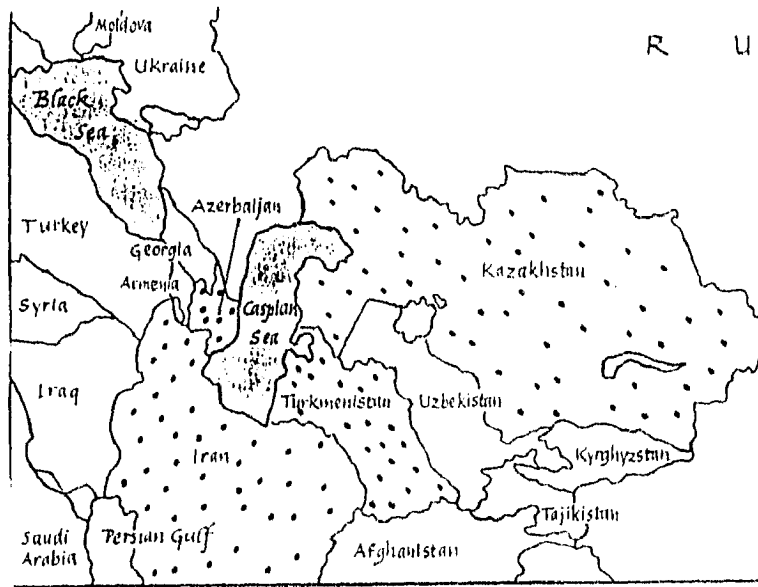 Moldova
R U
Ukraine
Black
Sea
Azerbaijan
Turkey
Georgia
Kazakhstan
Armenia
Syria
Caspian
Sea
Iraq
Turkmenistan
Uzbekistan
Iran
Kyrghyzstan
Tajikistan
Saudi
Arabia
Persian Gulf
Afghanistan